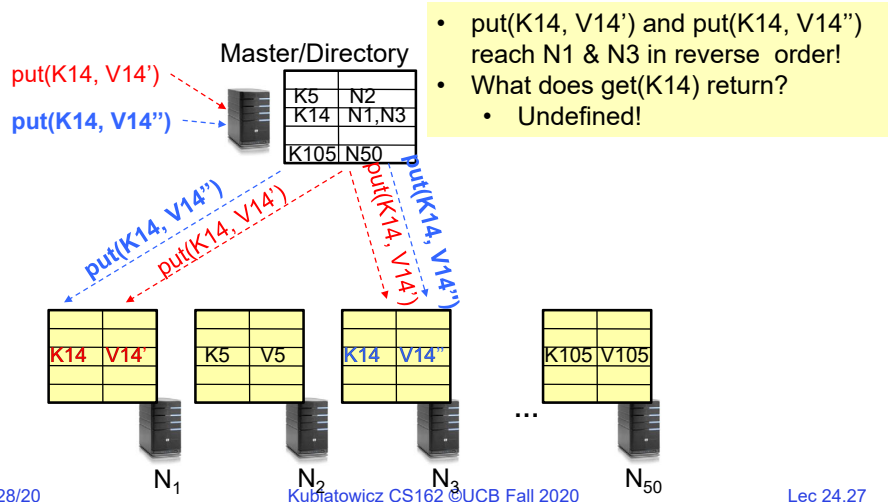 • put(K14, V14’) and put(K14, V14”)
reach N1 & N3 in reverse order!
• What does get(K14) return?
• Undefined!
Master/Directory
put(K14, V14’)
put(K14, V14”)
K5 N2
K14 N1,N3
K105 N50
put(K14, V14”)
put(K14, V14’)
put(K14, V14’)
put(K14, V14”)
K14 V14’
K5 V5
K14 V14”
K105 V105
...
N1
N2
N3
N50
28/20
Kubiatowicz CS162 ©UCB Fall 2020
Lec 24.27